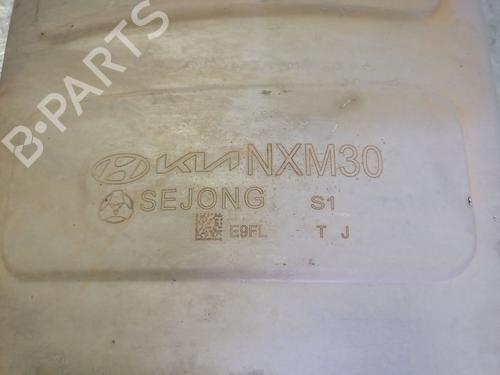 B-PARTS
KIA NXM30
SEJONG S1
E9FL T J